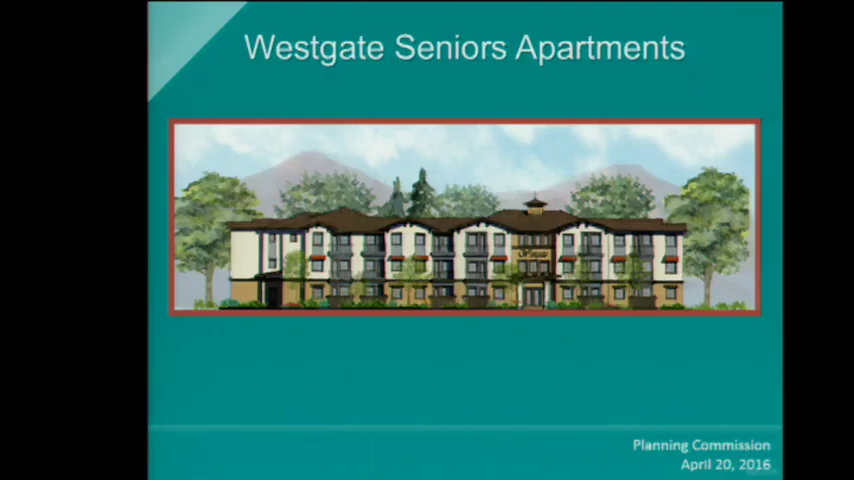 Westgate Seniors Apartments
Planning Commission
April 20, 2016